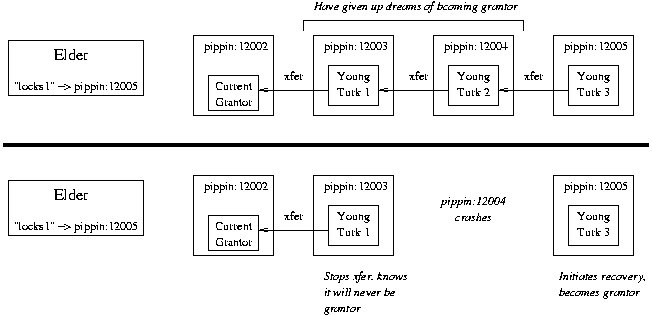 Have given up dreams of bcoming grantor
Elder
"locks1" -> pippin:12005
pippin:12002
Current
Grantor
xfer
pippin:12003
Young
Turk 1
xfer
pippin:12004
Young
Turk 2
xfer
pippin:12005
Young
Turk 3
Elder
"locks1" -> pippin:12005
pippin:12002
Current
Grantor
xfer
pippin:12003
Young
Turk 1
pippin:12004
crashes
pippin:12005
Young
Turk 3
Stops xfer, knows
it will never be
grantor
Initiates recovery,
becomes grantor